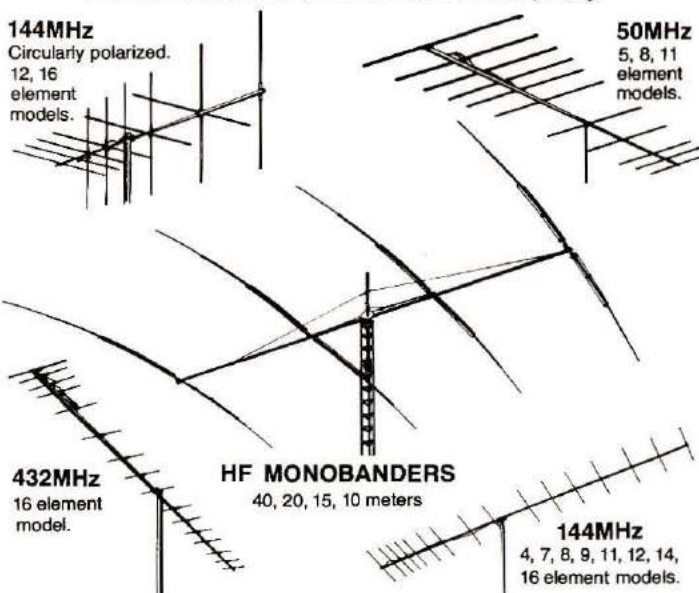 144MHz
Circularly polarized.
12, 16
element
models.
50MHz
5, 8, 11
element
models.
432MHz
16 element
model.
HF MONOBANDERS
40, 20, 15, 10 meters
144MHz
4, 7, 8, 9, 11, 12, 14,
16 element models.